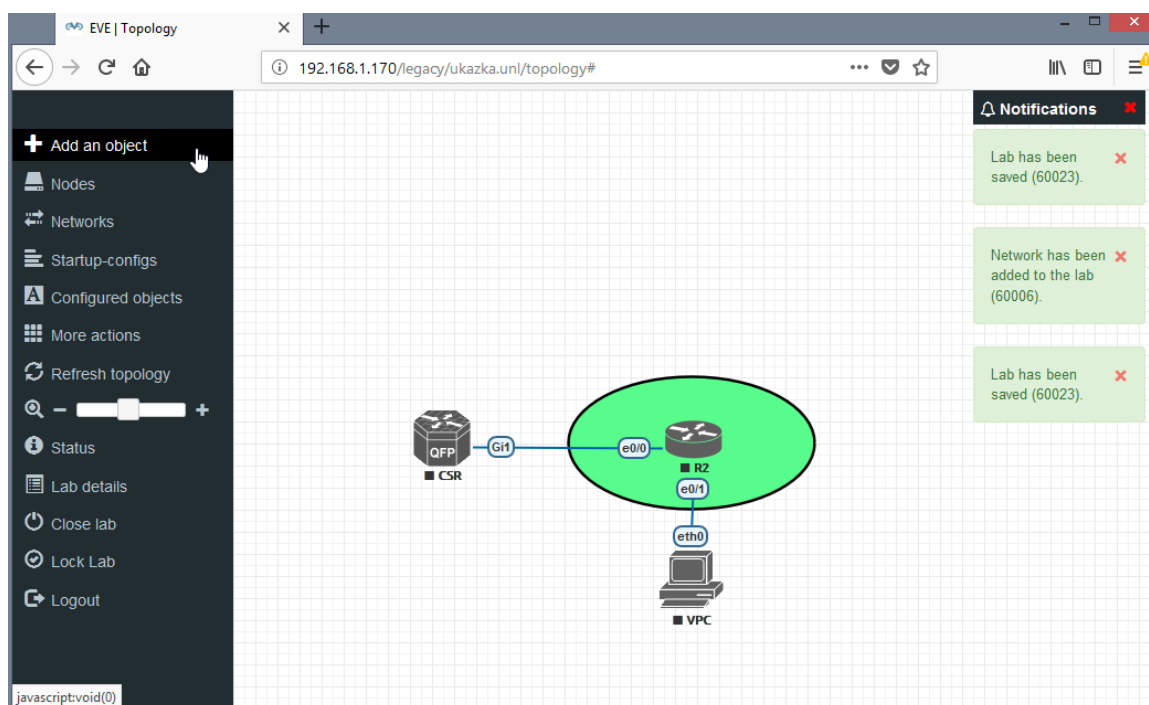 EVE | Topology
192.168.1.170/legacy/ukazka.unl/topology#
Add an object
Nodes
Networks
Startup-configs
Configured objects
More actions
Refresh topology
Status
Lab details
Close lab
Lock Lab
Logout
javascript:void(0)
QFP
CSR
Gi1
e0/0
R2
e0/1
eth0
VPC
Notifications
Lab has been
saved (60023).
Network has been
added to the lab
(60006).
Lab has been
saved (60023).